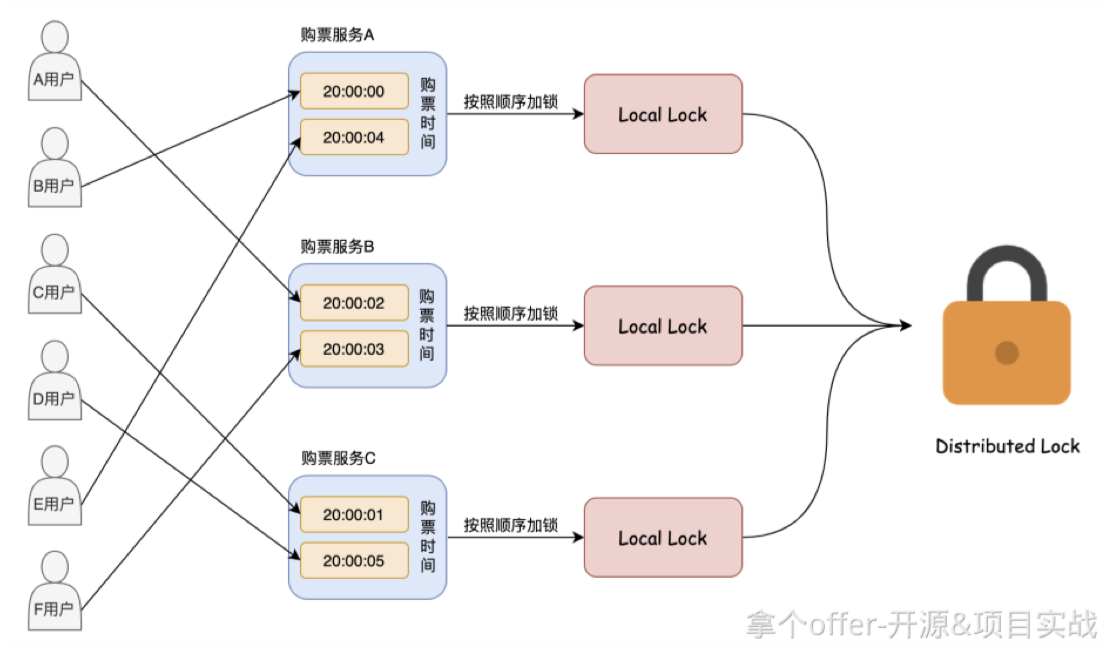 A用户
B用户
C用户
D用户
E用户
F用户
购票服务A
20:00:00
20:00:04
购票时间
按照顺序加锁
Local Lock
购票服务B
20:00:02
20:00:03
购票时间
按照顺序加锁
Local Lock
购票服务C
20:00:01
20:00:05
购票时间
按照顺序加锁
Local Lock
Distributed Lock
拿个offer-开源&项目实战